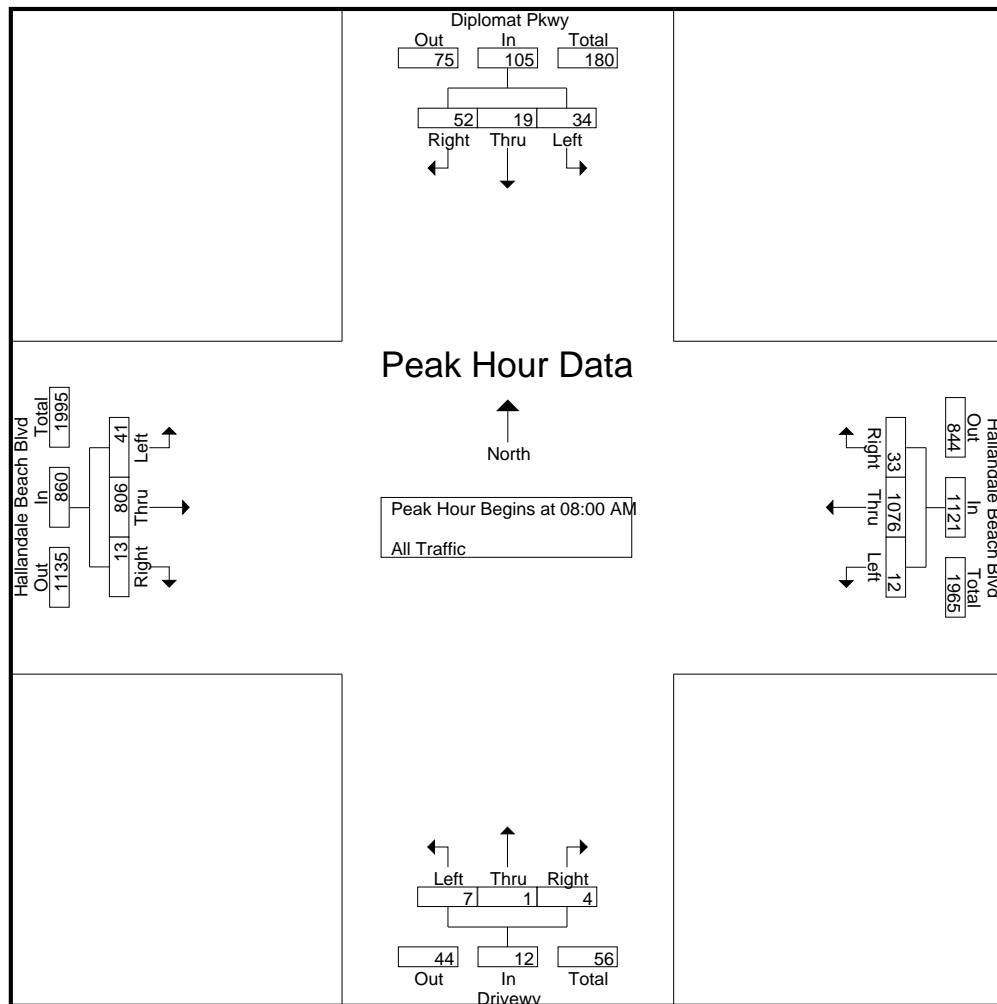 Diplomat Pkwy
Out In Total
75 105 180
52 19 34
Right Thru Left
Peak Hour Data
North
Peak Hour Begins at 08:00 AM
All Traffic
Hallandale Beach Blvd
Total In Out
1995 860 1135
41 806 13
Left Thru Right
Hallandale Beach Blvd
Out In Total
844 1121 1965
33 1076 12
Right Thru Left
Left Thru Right
7 1 4
44 12 56
Out In Total
Drivewy